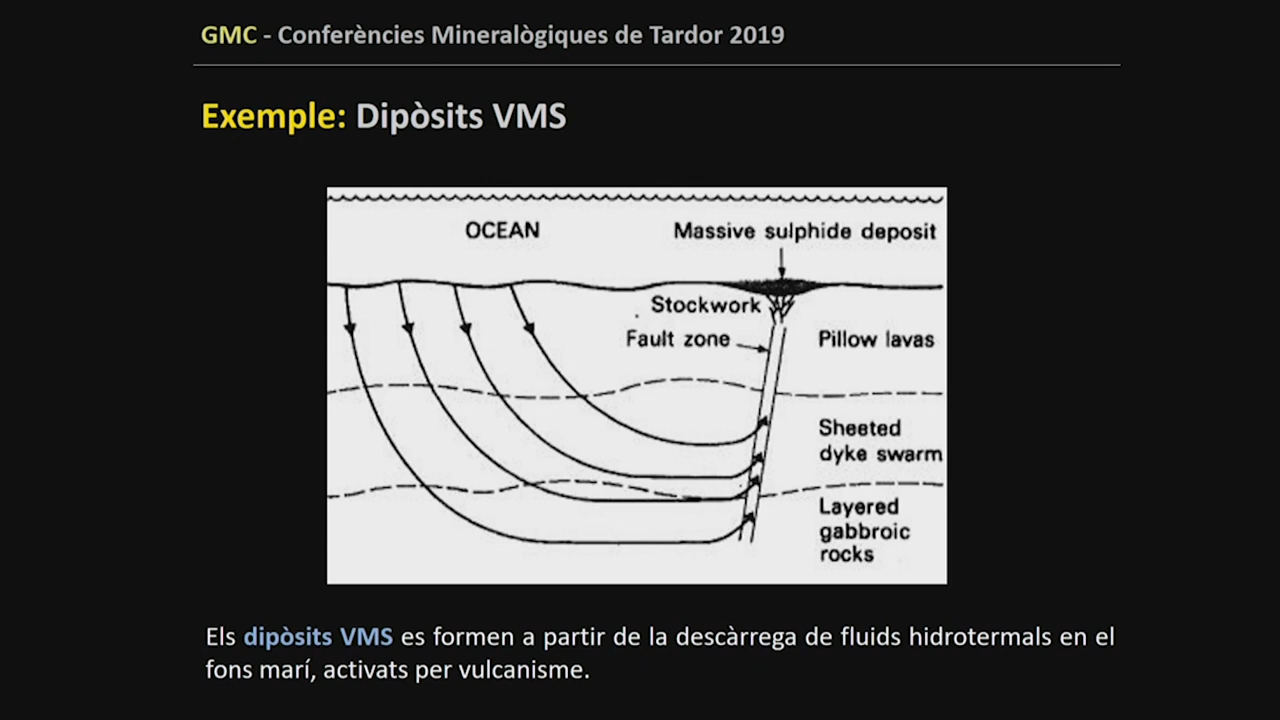 GMC - Conferències Mineralògiques de Tardor 2019
Exemple: Dipòsits VMS
OCEAN
Massive sulphide deposit
Stockwork
Fault zone
Pillow lavas
Sheeted
dyke swarm
Layered
gabbroic
rocks
Els dipòsits VMS es formen a partir de la descàrrega de fluids hidrotermals en el
fons marí, activats per vulcanisme.